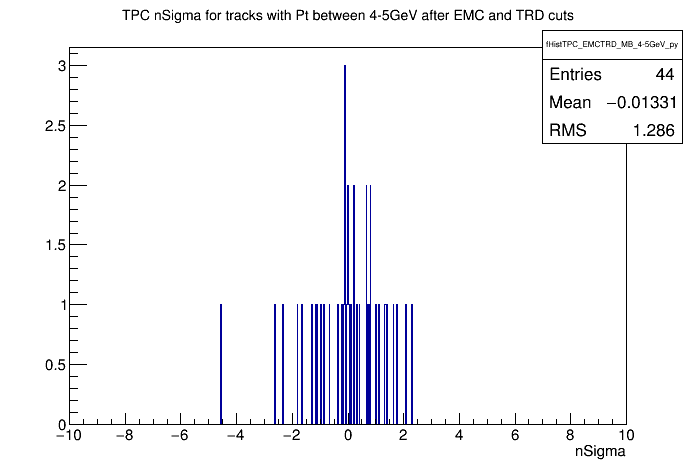 TPC nSigma for tracks with Pt between 4-5GeV after EMC and TRD cuts
fHistTPC_EMCTRD_MB_4-5GeV_py
Entries 44
Mean −0.01331
RMS 1.286
3
2.5
2
1.5
1
0.5
0
−10 −8 −6 −4 −2 0 2 4 6 8 10
nSigma